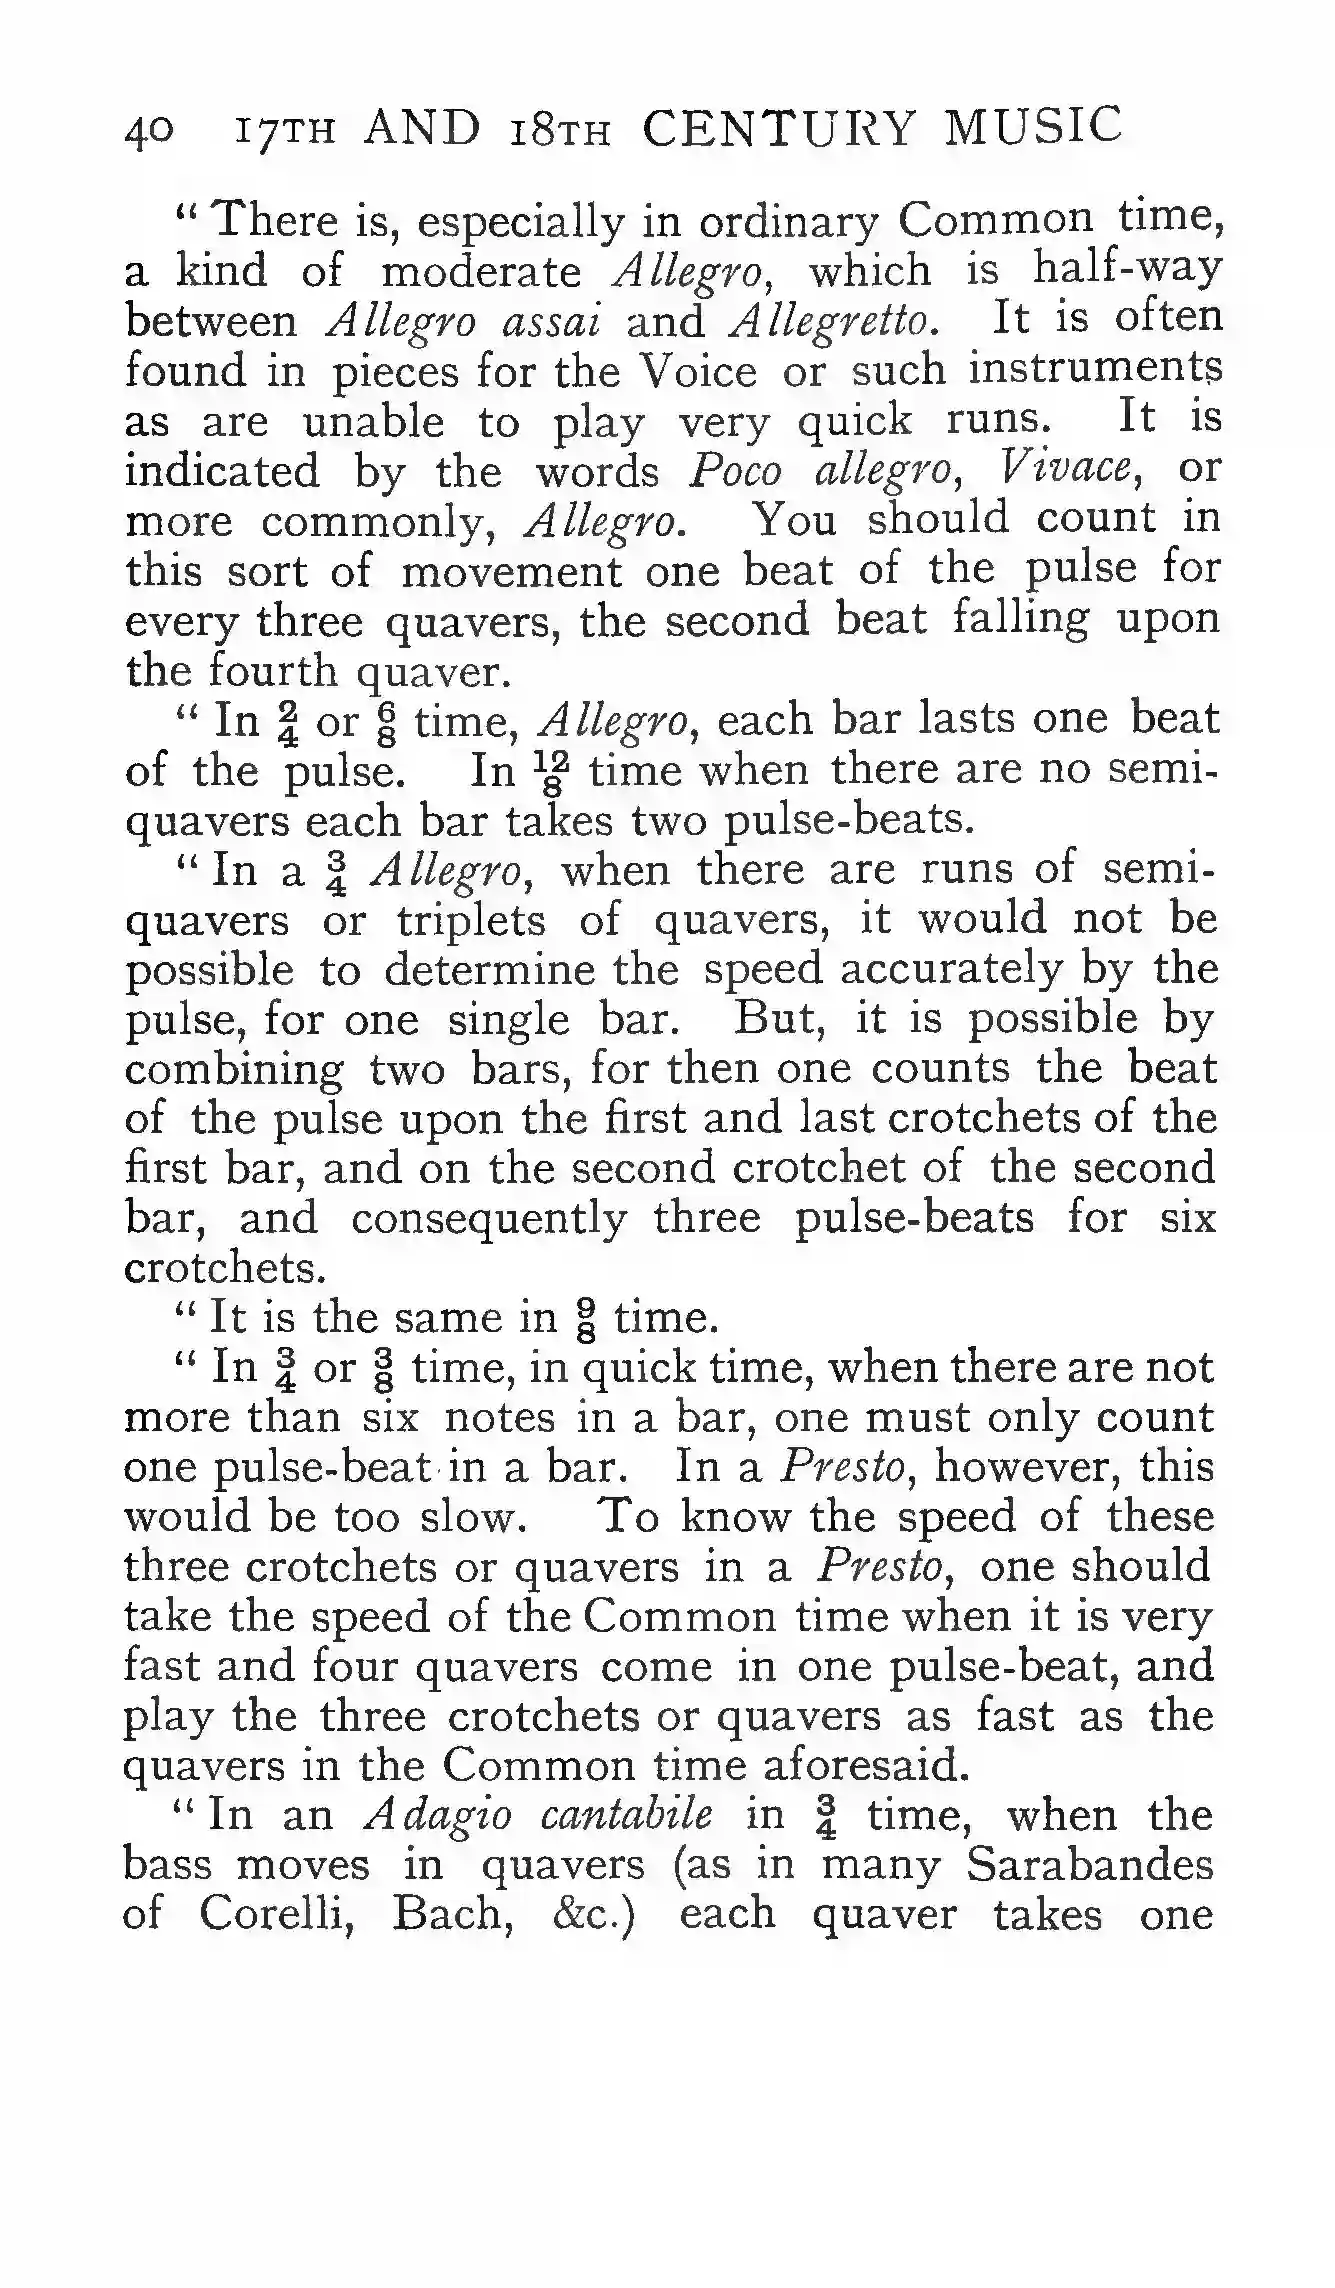 40 17TH AND 18TH CENTURY MUSIC
“ There is, especially in ordinary Common time,
a kind of moderate Allegro, which is half-way
between Allegro assai and Allegretto. It is often
found in pieces for the Voice or such instruments
as are unable to play very quick runs. It is
indicated by the words Poco allegro, Vivace, or
more commonly, Allegro. You should count in
this sort of movement one beat of the pulse for
every three quavers, the second beat falling upon
the fourth quaver.
“ In 2/4 or 6/8 time, Allegro, each bar lasts one beat
of the pulse. In 12/8 time when there are no semi-
quavers each bar takes two pulse-beats.
“ In a 3/4 Allegro, when there are runs of semi-
quavers or triplets of quavers, it would not be
possible to determine the speed accurately by the
pulse, for one single bar. But, it is possible by
combining two bars, for then one counts the beat
of the pulse upon the first and last crotchets of the
first bar, and on the second crotchet of the second
bar, and consequently three pulse-beats for six
crotchets.
“ It is the same in 9/8 time.
“ In 3/4 or 3/8 time, in quick time, when there are not
more than six notes in a bar, one must only count
one pulse-beat in a bar. In a Presto, however, this
would be too slow. To know the speed of these
three crotchets or quavers in a Presto, one should
take the speed of the Common time when it is very
fast and four quavers come in one pulse-beat, and
play the three crotchets or quavers as fast as the
quavers in the Common time aforesaid.
“ In an Adagio cantabile in 3/4 time, when the
bass moves in quavers (as in many Sarabandes
of Corelli, Bach, &c.) each quaver takes one